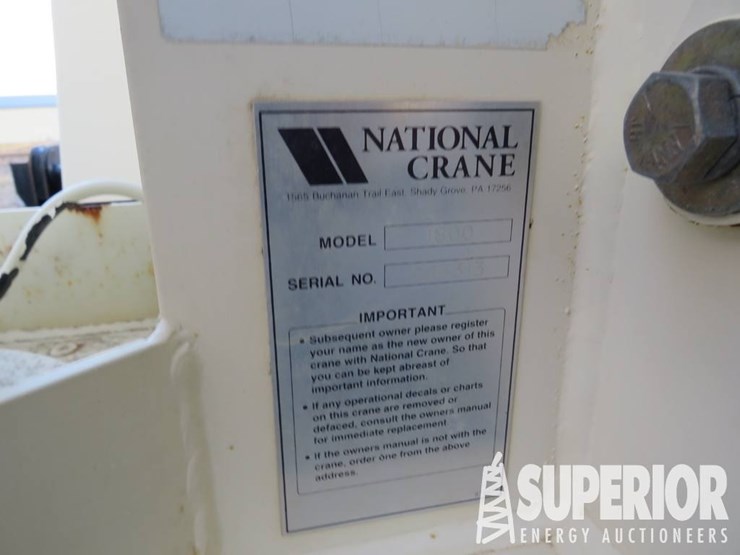 NATIONAL
CRANE
1565 Buchanan Trail East, Shady Grove, PA 17256
MODEL
SERIAL NO.
IMPORTANT
• Subsequent owner please register
your name as the new owner of this
crane with National Crane. So that
you can be kept abreast of
important information.
• If any operational decals or charts
on this crane are removed or
defaced, consult the owners manual
for immediate replacement
• If the owners manual is not with the
crane, order one from the above
address.
SUPERIOR
ENERGY AUCTIONEERS